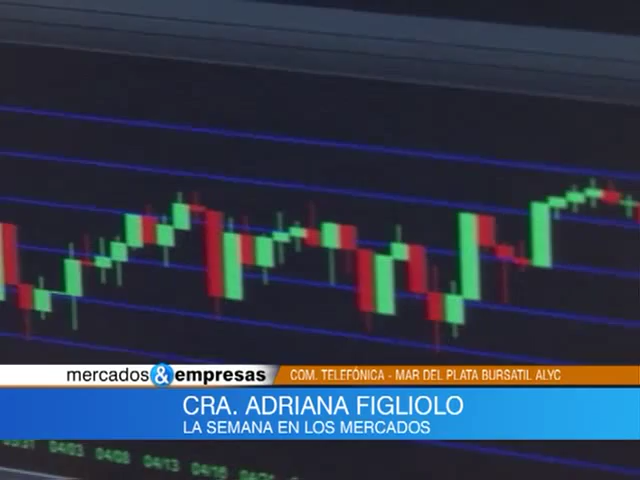 mercados&empresas
COM. TELEFÓNICA - MAR DEL PLATA BURSATIL ALYC
CRA. ADRIANA FIGLIOLO
LA SEMANA EN LOS MERCADOS
04/03 04/08 04/13